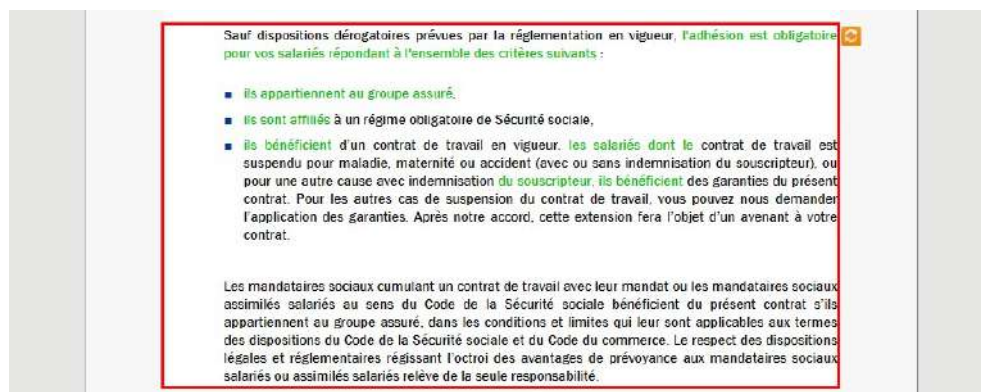 Sauf dispositions dérogatoires prévues par la réglementation en vigueur, l'adhésion est obligatoire
pour vos salariés répondant à l'ensemble des critères suivants :
ils appartiennent au groupe assuré,
ils sont affiliés à un régime obligatoire de Sécurité sociale,
ils bénéficient d'un contrat de travail en vigueur. les salariés dont le contrat de travail est
suspendu pour maladie, maternité ou accident (avec ou sans indemnisation du souscripteur), ou
pour une autre cause avec indemnisation du souscripteur, ils bénéficient des garanties du présent
contrat. Pour les autres cas de suspension du contrat de travail, vous pouvez nous demander
l'application des garanties. Après notre accord, cette extension fera l'objet d'un avenant à votre
contrat.
Les mandataires sociaux cumulant un contrat de travail avec leur mandat ou les mandataires sociaux
assimilés salariés au sens du Code de la Sécurité sociale bénéficient du présent contrat s'ils
appartiennent au groupe assuré, dans les conditions et limites qui leur sont applicables aux termes
des dispositions du Code de la Sécurité sociale et du Code du commerce. Le respect des dispositions
légales et réglementaires régissant l'octroi des avantages de prévoyance aux mandataires sociaux
salariés ou assimilés salariés relève de la seule responsabilité.